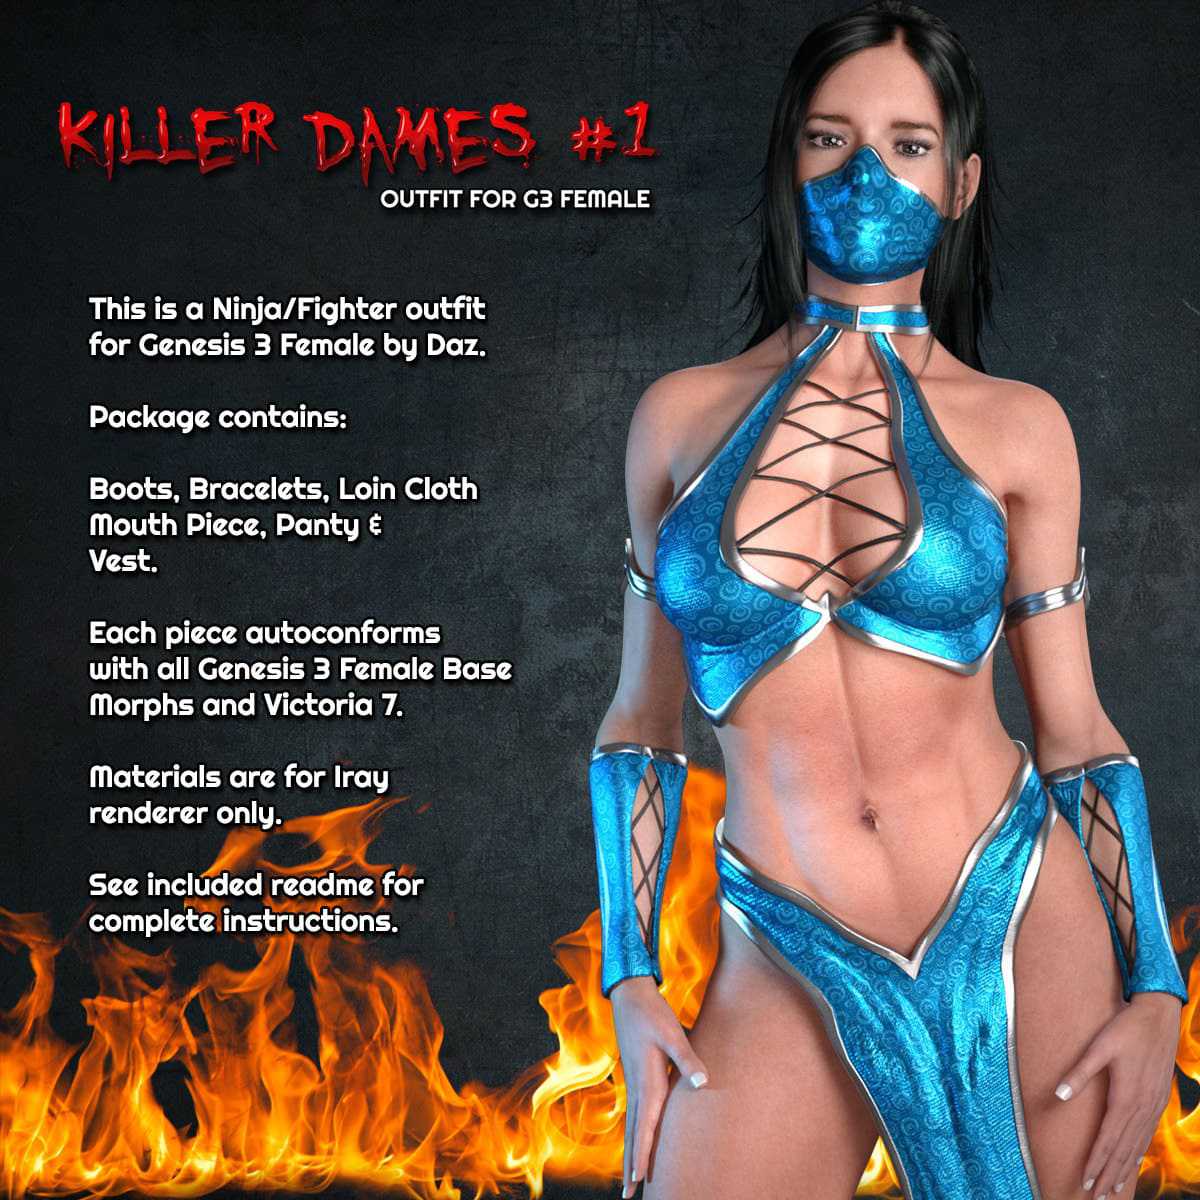 KILLER DAMES #1
OUTFIT FOR G3 FEMALE
This is a Ninja/Fighter outfit
for Genesis 3 Female by Daz.
Package contains:
Boots, Bracelets, Loin Cloth
Mouth Piece, Panty &
Vest.
Each piece autoconforms
with all Genesis 3 Female Base
Morphs and Victoria 7.
Materials are for Iray
renderer only.
See included readme for
complete instructions.